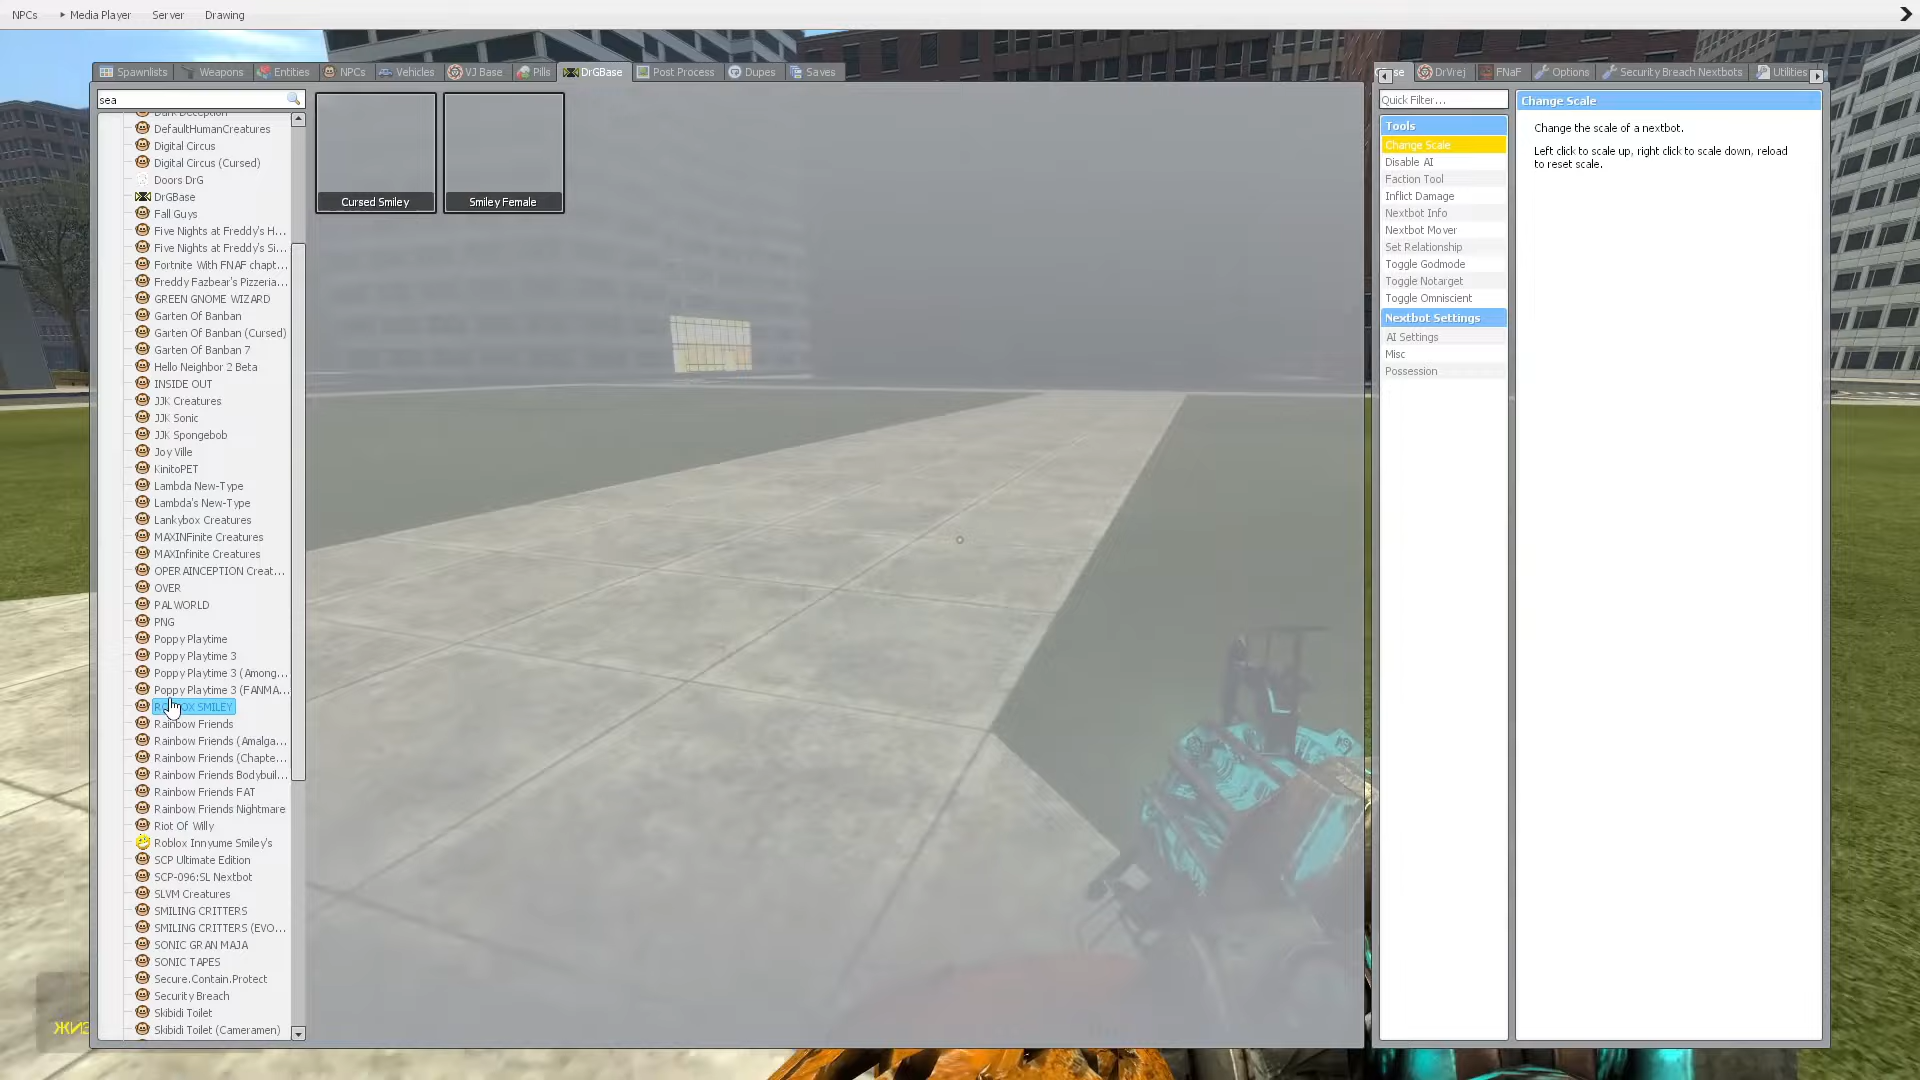 NPCs
Media Player
Server
Drawing
Spawnlists
Weapons
Entities
NPCs
Vehicles
VJ Base
Pills
DrGBase
Post Process
Dupes
Saves
DrVrej
FNaF
Options
Security Breach Nextbots
Utilities
sea
DefaultHumanCreatures
Digital Circus
Digital Circus (Cursed)
Doors DrG
DrGBase
Fall Guys
Five Nights at Freddy's H...
Five Nights at Freddy's Si...
Fortnite With FNAF chapt...
Freddy Fazbear's Pizzeria...
GREEN GNOME WIZARD
Garten Of Banban
Garten Of Banban (Cursed)
Garten Of Banban 7
Hello Neighbor 2 Beta
INSIDE OUT
JJK Creatures
JJK Sonic
JJK Spongebob
Joy Ville
KinitoPET
Lambda New-Type
Lambda's New-Type
Lankybox Creatures
MAXINFinite Creatures
MAXInfinite Creatures
OPERAINCEPTION Creat...
OVER
PALWORLD
PNG
Poppy Playtime
Poppy Playtime 3
Poppy Playtime 3 (Among...
Poppy Playtime 3 (FANMA...
ROBLOX SMILEY
Rainbow Friends
Rainbow Friends (Amalga...
Rainbow Friends (Chapte...
Rainbow Friends Bodybuil...
Rainbow Friends FAT
Rainbow Friends Nightmare
Riot Of Willy
Roblox Innyume Smiley's
SCP Ultimate Edition
SCP-096:SL Nextbot
SLVM Creatures
SMILING CRITTERS
SMILING CRITTERS (EVO...
SONIC GRAN MAJA
SONIC TAPES
Secure.Contain.Protect
Security Breach
Skibidi Toilet
Skibidi Toilet (Cameramen)
Cursed Smiley
Smiley Female
Quick Filter...
Tools
Change Scale
Disable AI
Faction Tool
Inflict Damage
Nextbot Info
Nextbot Mover
Set Relationship
Toggle Godmode
Toggle Notarget
Toggle Omniscient
Nextbot Settings
AI Settings
Misc
Possession
Change Scale
Change the scale of a nextbot.
Left click to scale up, right click to scale down, reload
to reset scale.